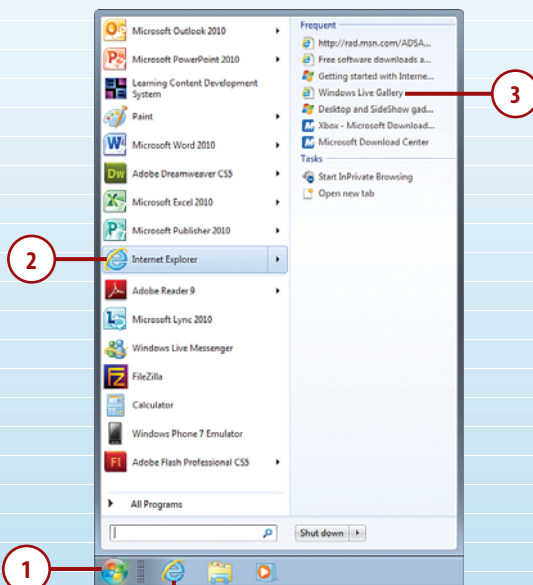 Microsoft Outlook 2010
Microsoft PowerPoint 2010
Learning Content Development
System
Paint
Microsoft Word 2010
Adobe Dreamweaver CS5
Microsoft Excel 2010
Microsoft Publisher 2010
2
Internet Explorer
Adobe Reader 9
Microsoft Lync 2010
Windows Live Messenger
FileZilla
Calculator
Windows Phone 7 Emulator
Adobe Flash Professional CS5
All Programs
Frequent
http://rad.msn.com/ADSA...
Free software downloads a...
Getting started with Interne...
Windows Live Gallery
3
Desktop and SideShow gad...
Xbox - Microsoft Download...
Microsoft Download Center
Tasks
Start InPrivate Browsing
Open new tab
Shut down
1